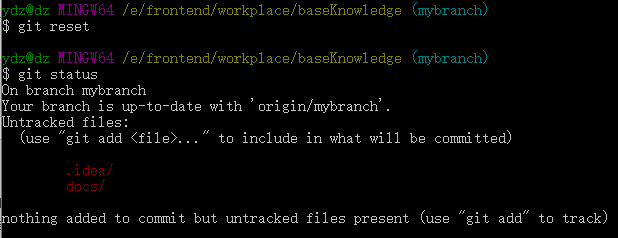 ydz@dz MINGW64 /e/frontend/workplace/baseKnowledge (mybranch)
$ git reset
ydz@dz MINGW64 /e/frontend/workplace/baseKnowledge (mybranch)
$ git status
On branch mybranch
Your branch is up-to-date with 'origin/mybranch'.
Untracked files:
(use "git add <file>..." to include in what will be committed)
.idea/
docs/
nothing added to commit but untracked files present (use "git add" to track)